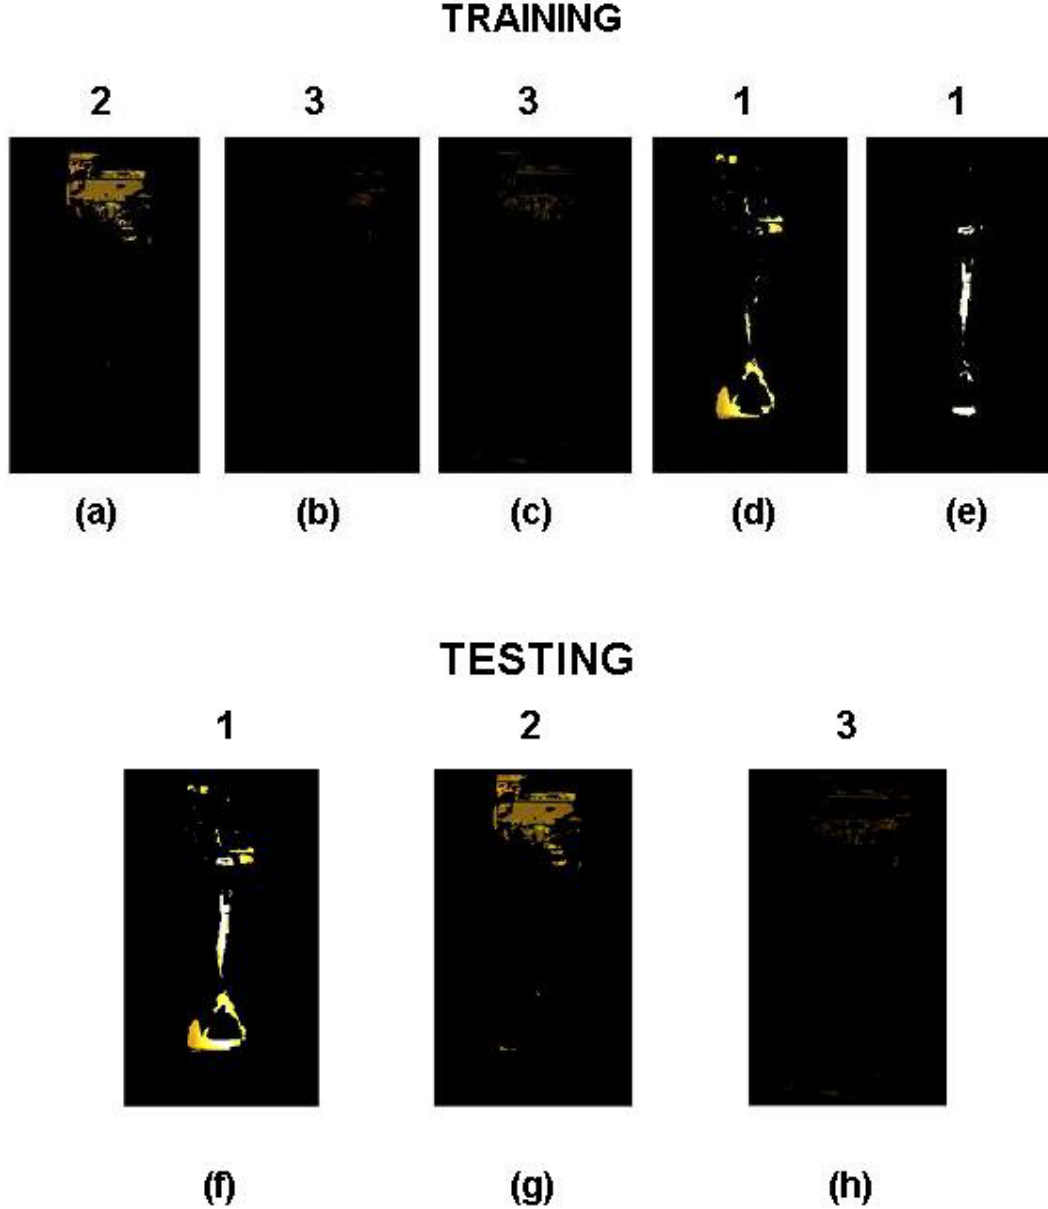 TRAINING
2 3 3 1 1
(a) (b) (c) (d) (e)
TESTING
1 2 3
(f) (g) (h)